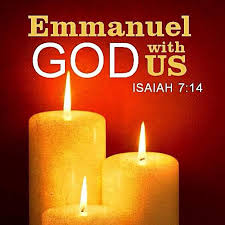 Emmanuel
GOD with US
ISAIAH 7:14